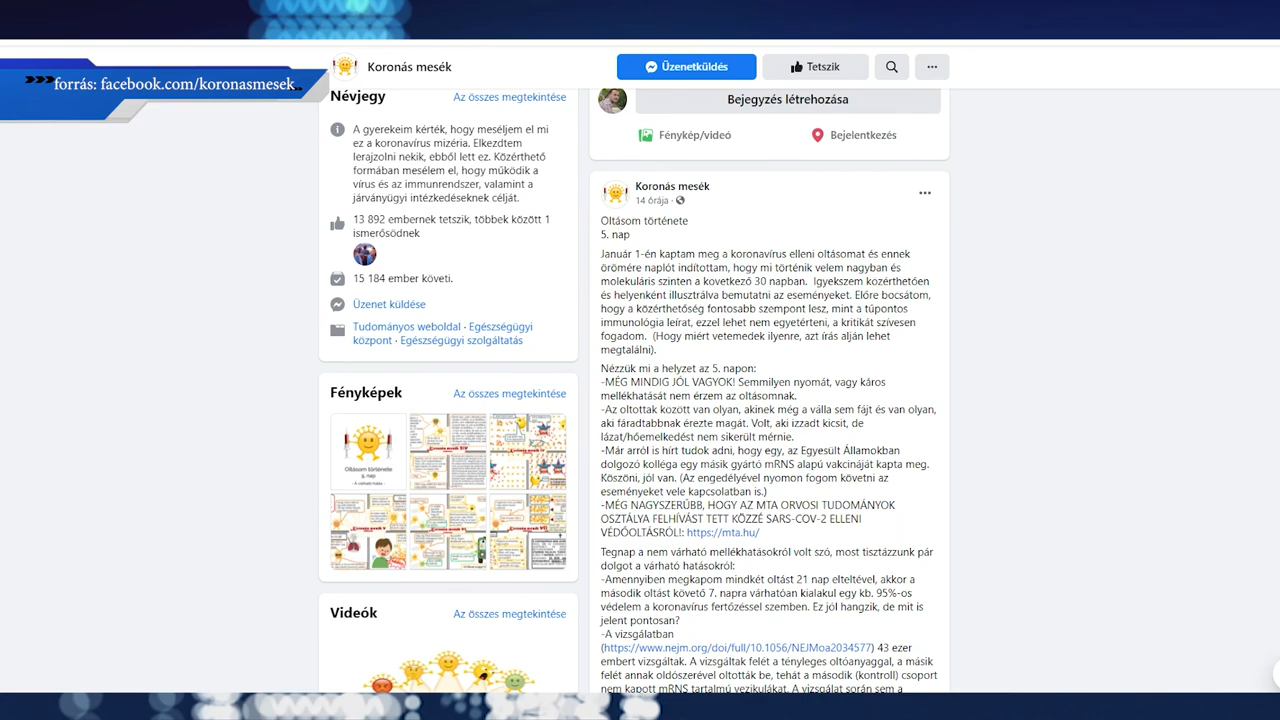 forrás: facebook.com/koronasmesek
Koronás mesék
Üzenetküldés
Tetszik
Névjegy
Az összes megtekintése
A gyerekeim kérték, hogy meséljem el mi
ez a koronavírus mizéria. Elkezdtem
lerajzolni nekik, ebből lett ez. Közérthető
formában mesélem el, hogy működik a
vírus és az immunrendszer, valamint a
járványügyi intézkedéseknek célját.
13 892 embernek tetszik, többek között 1
ismerősödnek
15 184 ember követi.
Üzenet küldése
Tudományos weboldal · Egészségügyi
központ · Egészségügyi szolgáltatás
Fényképek
Az összes megtekintése
Oltásom története
5. nap
Videók
Az összes megtekintése
Bejegyzés létrehozása
Fénykép/videó
Bejelentkezés
Koronás mesék
14 órája ·
Oltásom története
5. nap
Január 1-én kaptam meg a koronavírus elleni oltásomat és ennek
örömére naplót indítottam, hogy mi történik velem nagyban és
molekuláris szinten a kovetkező 30 napban. Igyekszem kozérthetően
és helyenként illusztrálva bemutatni az eseményeket. Előre bocsátom,
hogy a közérthetőség fontosabb szempont lesz, mint a tűpontos
immunológia leírat, ezzel lehet nem egyetérteni, a kritikát szívesen
fogadom. (Hogy miért vetemedek ilyenre, azt írás alján lehet
megtalálni).
Nézzük mi a helyzet az 5. napon:
-MÉG MINDIG JÓL VAGYOK! Semmilyen nyomát, vagy káros
mellékhatását nem érzem az oltásomnak.
-Az oltottak kozött van olyan, akinek még a válla sem fájt és van olyan,
aki fáradtabbnak érezte magát. Volt, aki izzadt kicsit, de
lázat/hőemelkedést nem sikerült mérnie.
-Már arról is hírt tudok adni, hogy egy, az Egyesült Államokban
dolgozó kolléga egy másik gyártó mRNS alapú vakcináját kapta meg.
Köszöni, jól van. (Az engedélyével nyomon fogom követni az
eseményeket vele kapcsolatban is.)
-MÉG NAGYSZERŰBB, HOGY AZ MTA ORVOSI TUDOMÁNYOK
OSZTÁLYA FELHÍVÁST TETT KÖZZÉ SARS-COV-2 ELLENI
VÉDŐOLTÁSRÓL!: https://mta.hu/
Tegnap a nem várható mellékhatásokról volt szó, most tisztázzunk pár
dolgot a várható hatásokról:
-Amennyiben megkapom mindkét oltást 21 nap elteltével, akkor a
második oltást követő 7. napra várhatóan kialakul egy kb. 95%-os
védelem a koronavírus fertőzéssel szemben. Ez jól hangzik, de mit is
jelent pontosan?
-A vizsgálatban
(https://www.nejm.org/doi/full/10.1056/NEJMoa2034577) 43 ezer
embert vizsgáltak. A vizsgáltak felét a tényleges oltóanyaggal, a másik
felét annak oldószerével oltották be, tehát a második (kontroll) csoport
nem kapott mRNS tartalmú vezikulákat. A vizsgálat során sem a